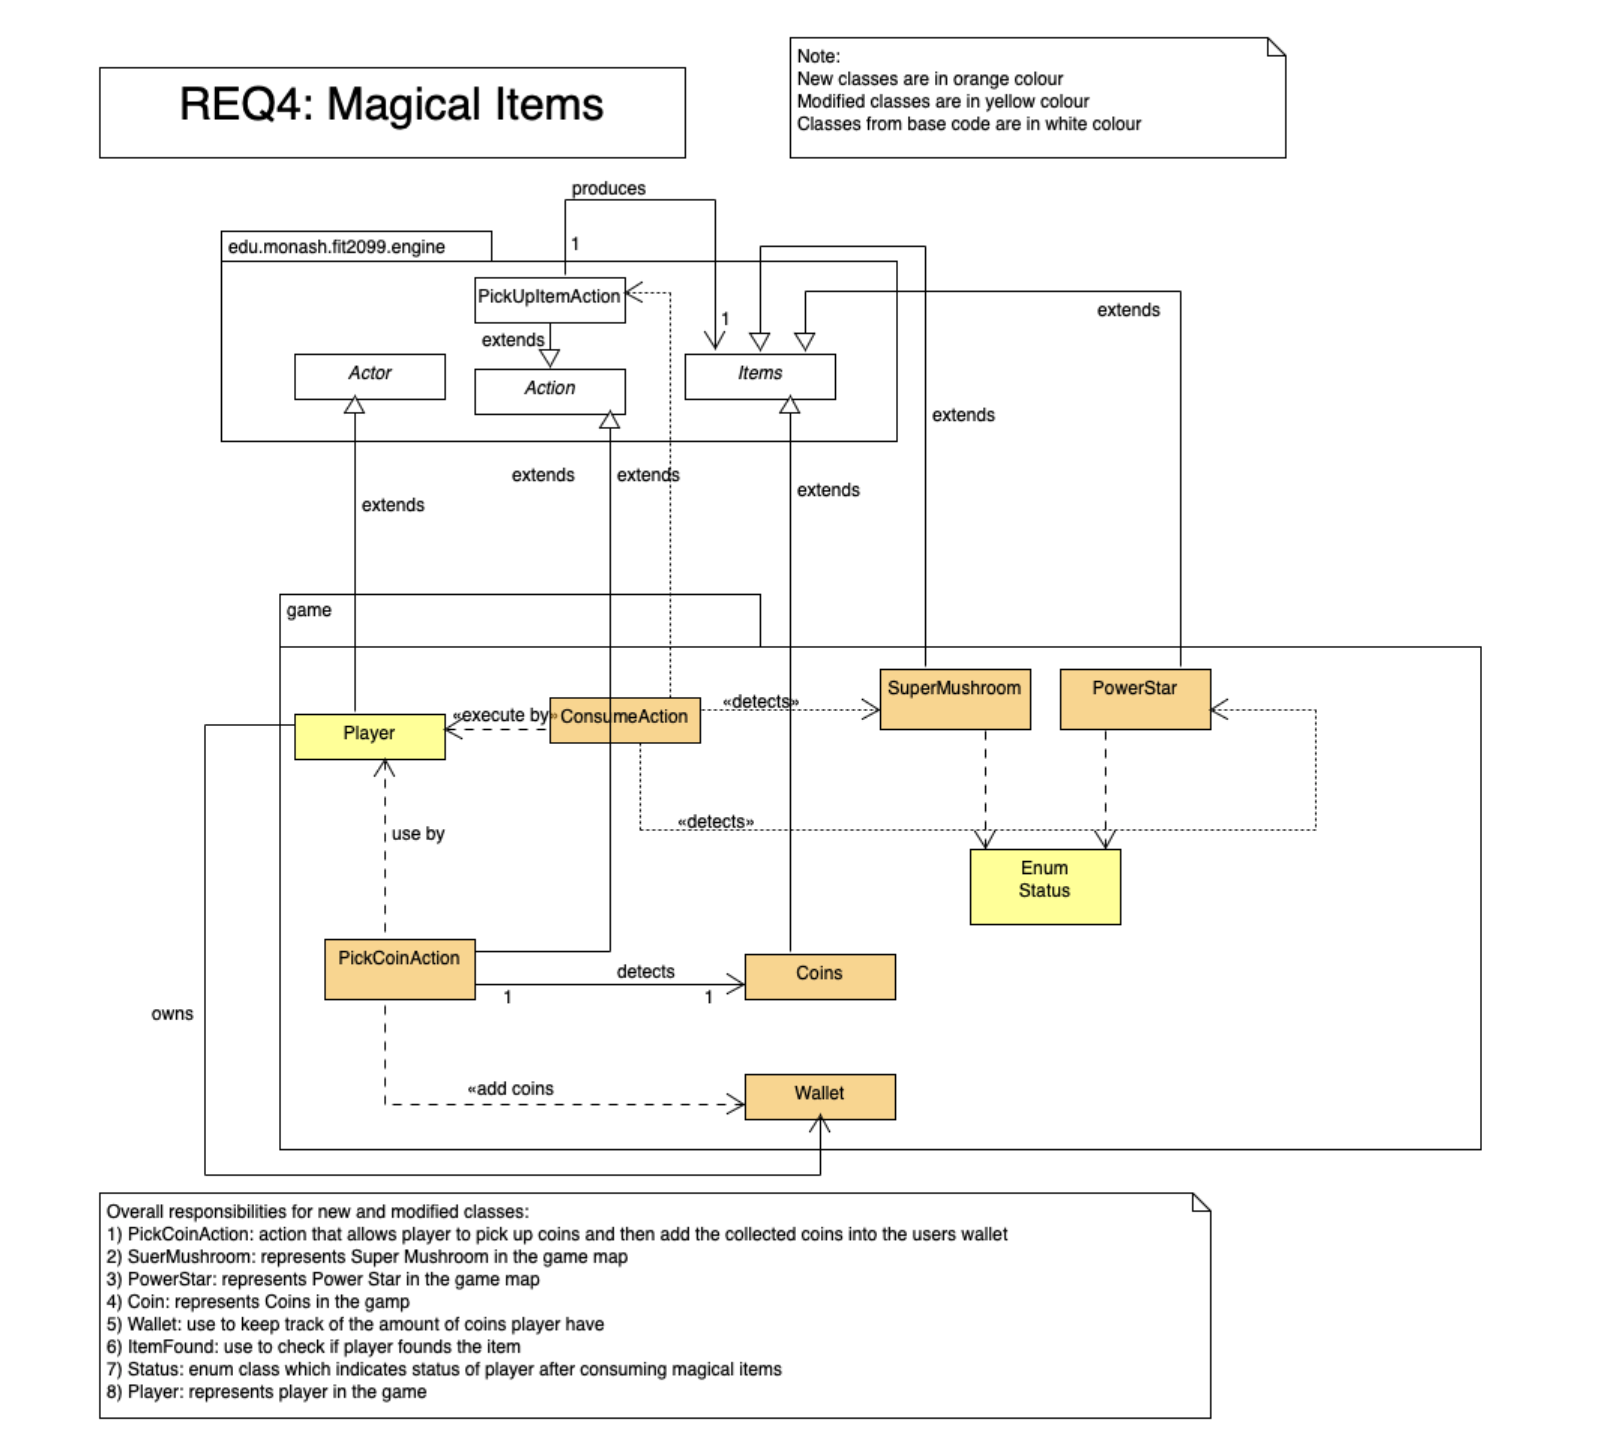 REQ4: Magical Items
Note:
New classes are in orange colour
Modified classes are in yellow colour
Classes from base code are in white colour
produces
1
edu.monash.fit2099.engine
PickUpItemAction
extends
1
extends
Actor
Action
Items
extends
extends
extends
extends
extends
game
SuperMushroom
PowerStar
«detects»
«execute by»
ConsumeAction
Player
«detects»
use by
Enum
Status
PickCoinAction
detects
Coins
1
1
owns
«add coins
Wallet
Overall responsibilities for new and modified classes:
1) PickCoinAction: action that allows player to pick up coins and then add the collected coins into the users wallet
2) SuerMushroom: represents Super Mushroom in the game map
3) PowerStar: represents Power Star in the game map
4) Coin: represents Coins in the gamp
5) Wallet: use to keep track of the amount of coins player have
6) ItemFound: use to check if player founds the item
7) Status: enum class which indicates status of player after consuming magical items
8) Player: represents player in the game